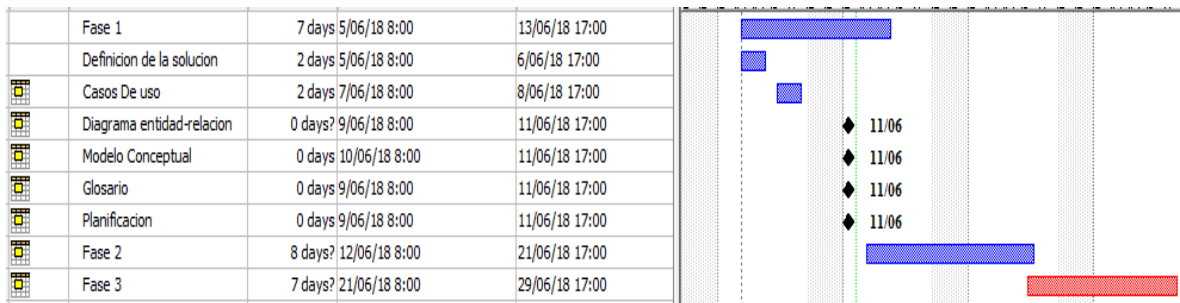 Fase 1 7 days 5/06/18 8:00 13/06/18 17:00
Definicion de la solucion 2 days 5/06/18 8:00 6/06/18 17:00
Casos De uso 2 days 7/06/18 8:00 8/06/18 17:00
Diagrama entidad-relacion 0 days? 9/06/18 8:00 11/06/18 17:00 11/06
Modelo Conceptual 0 days 10/06/18 8:00 11/06/18 17:00 11/06
Glosario 0 days 9/06/18 8:00 11/06/18 17:00 11/06
Planificacion 0 days 9/06/18 8:00 11/06/18 17:00 11/06
Fase 2 8 days? 12/06/18 8:00 21/06/18 17:00
Fase 3 7 days? 21/06/18 8:00 29/06/18 17:00